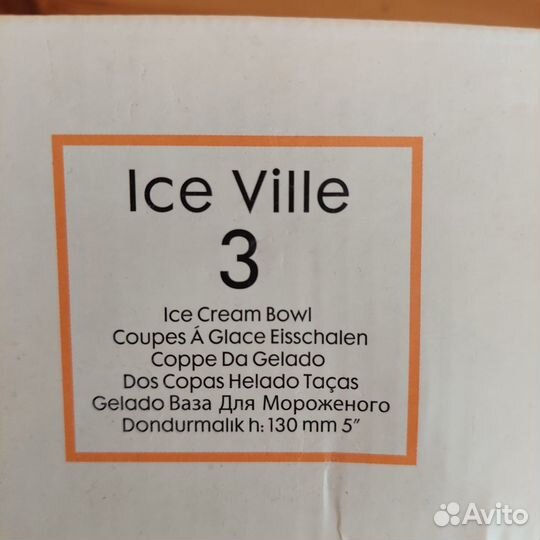 Ice Ville
3
Ice Cream Bowl
Coupes Á Glace Eisschalen
Coppe Da Gelado
Dos Copas Helado Taças
Gelado Ваза Для Мороженого
Dondurmalık h: 130 mm 5"
Avito